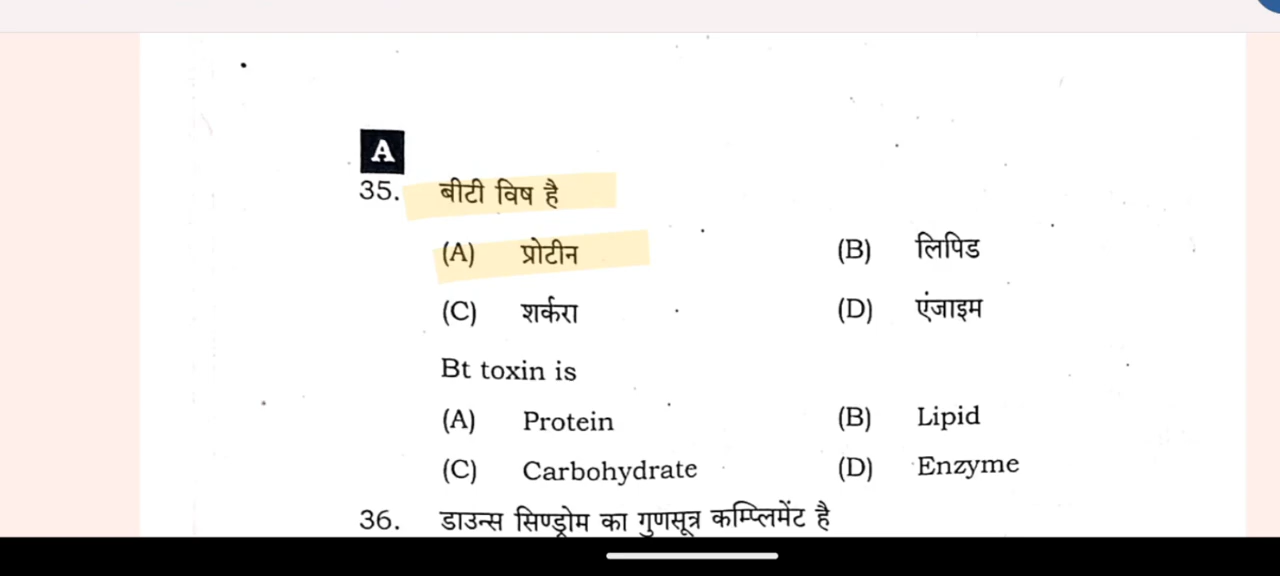 A
35. बीटी विष है
(A) प्रोटीन (B) लिपिड
(C) शर्करा (D) एंजाइम
Bt toxin is
(A) Protein (B) Lipid
(C) Carbohydrate (D) Enzyme
36. डाउन्स सिण्ड्रोम का गुणसूत्र कम्प्लिमेंट है